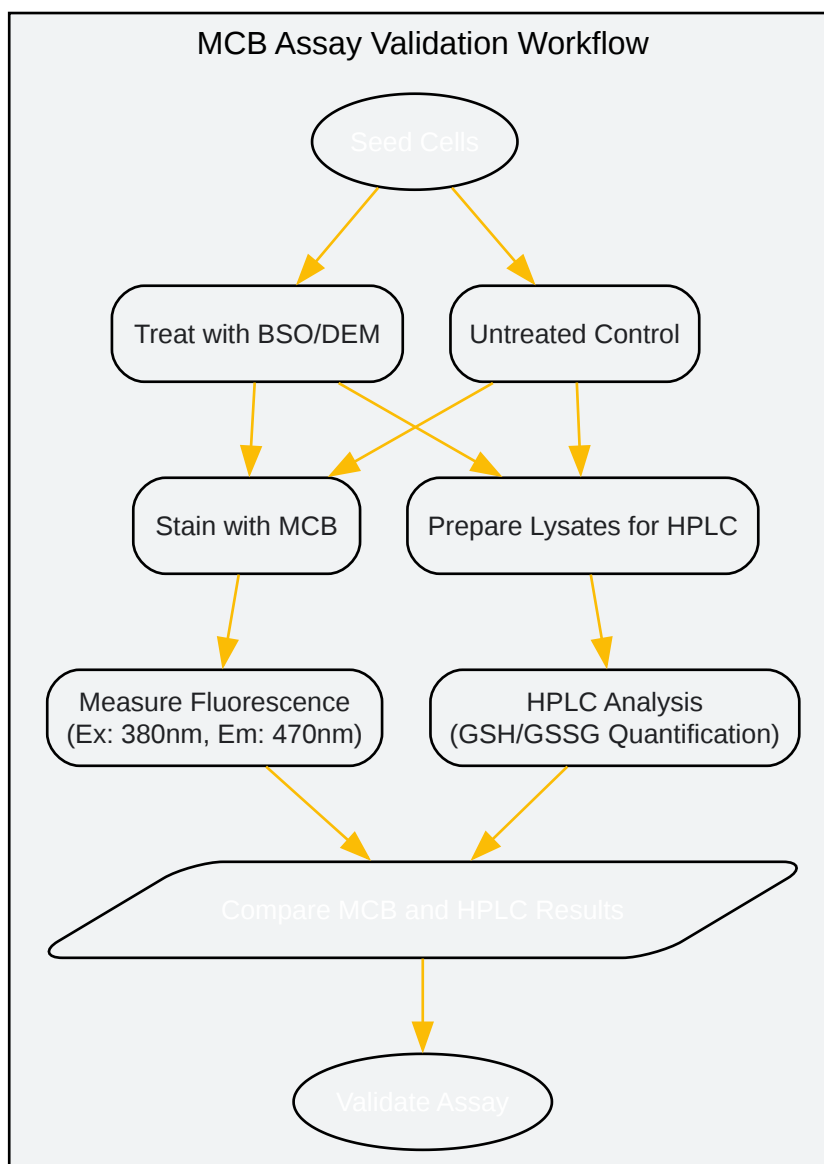 MCB Assay Validation Workflow
Seed Cells
Treat with BSO/DEM
Untreated Control
Stain with MCB
Prepare Lysates for HPLC
Measure Fluorescence
(Ex: 380nm, Em: 470nm)
HPLC Analysis
(GSH/GSSG Quantification)
Compare MCB and HPLC Results
Validate Assay